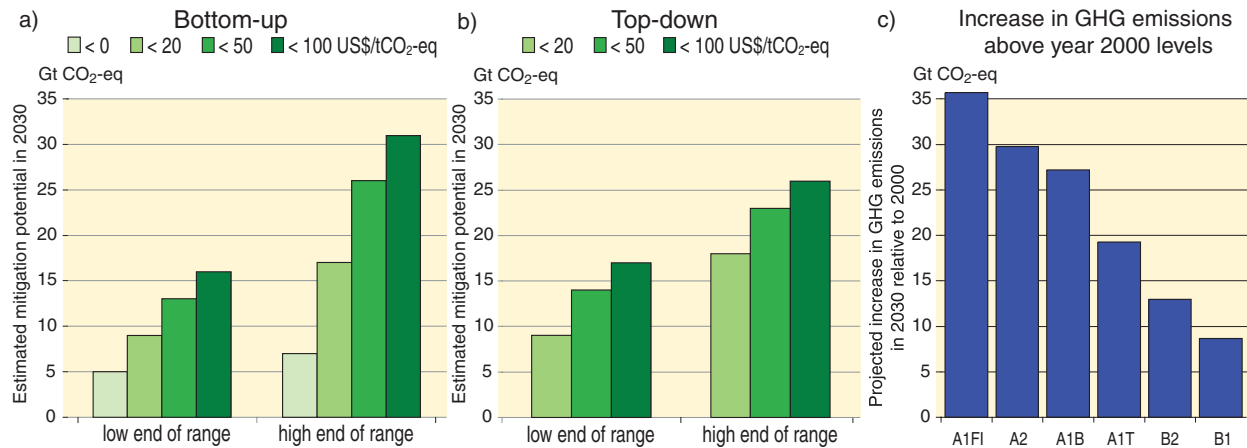 a)
Bottom-up
< 0 < 20 < 50 < 100 US$/tCO₂-eq
Gt CO₂-eq
Estimated mitigation potential in 2030
35
30
25
20
15
10
5
0
low end of range high end of range
b)
Top-down
< 20 < 50 < 100 US$/tCO₂-eq
Gt CO₂-eq
Estimated mitigation potential in 2030
35
30
25
20
15
10
5
0
low end of range high end of range
c)
Increase in GHG emissions
above year 2000 levels
Gt CO₂-eq
Projected increase in GHG emissions
in 2030 relative to 2000
35
30
25
20
15
10
5
0
A1FI A2 A1B A1T B2 B1